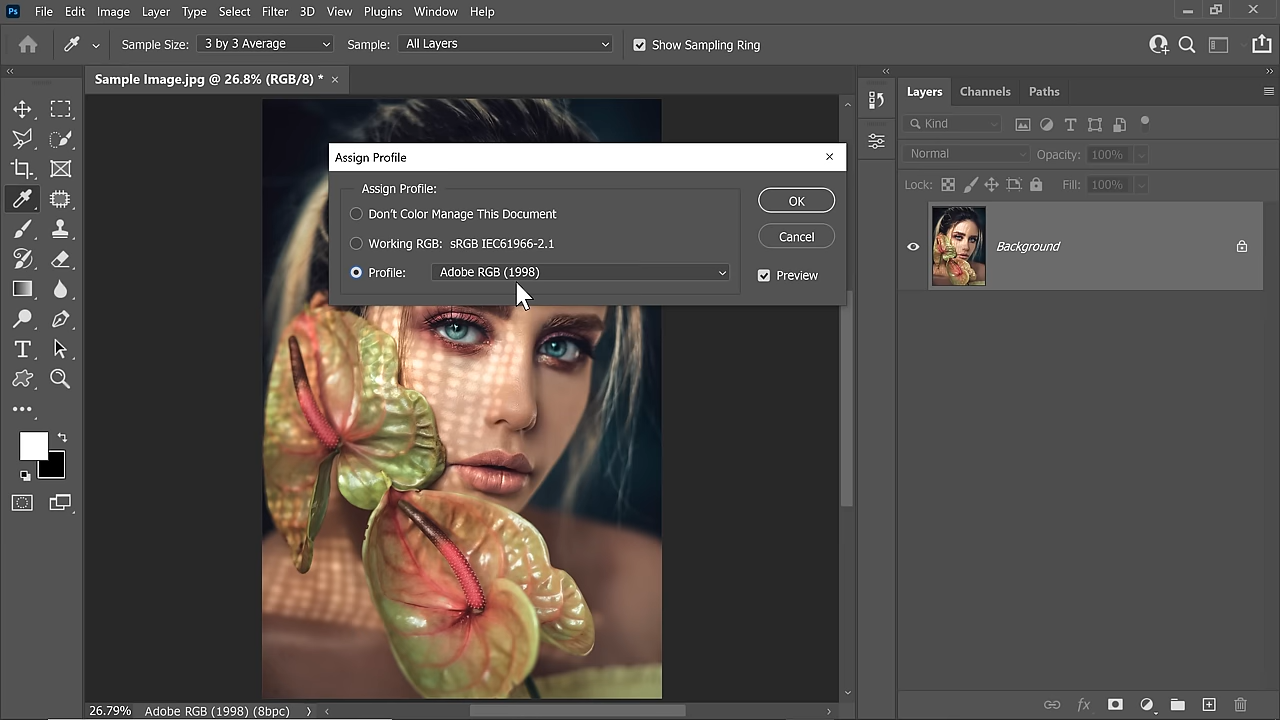 Ps File Edit Image Layer Type Select Filter 3D View Plugins Window Help
Sample Size: 3 by 3 Average Sample: All Layers Show Sampling Ring
Sample Image.jpg @ 26.8% (RGB/8) *
Layers Channels Paths
Kind
Normal Opacity: 100%
Lock: Fill: 100%
Background
Assign Profile
Assign Profile:
Don't Color Manage This Document
Working RGB: sRGB IEC61966-2.1
Profile: Adobe RGB (1998)
OK
Cancel
Preview
26.79% Adobe RGB (1998) (8bpc)
fx